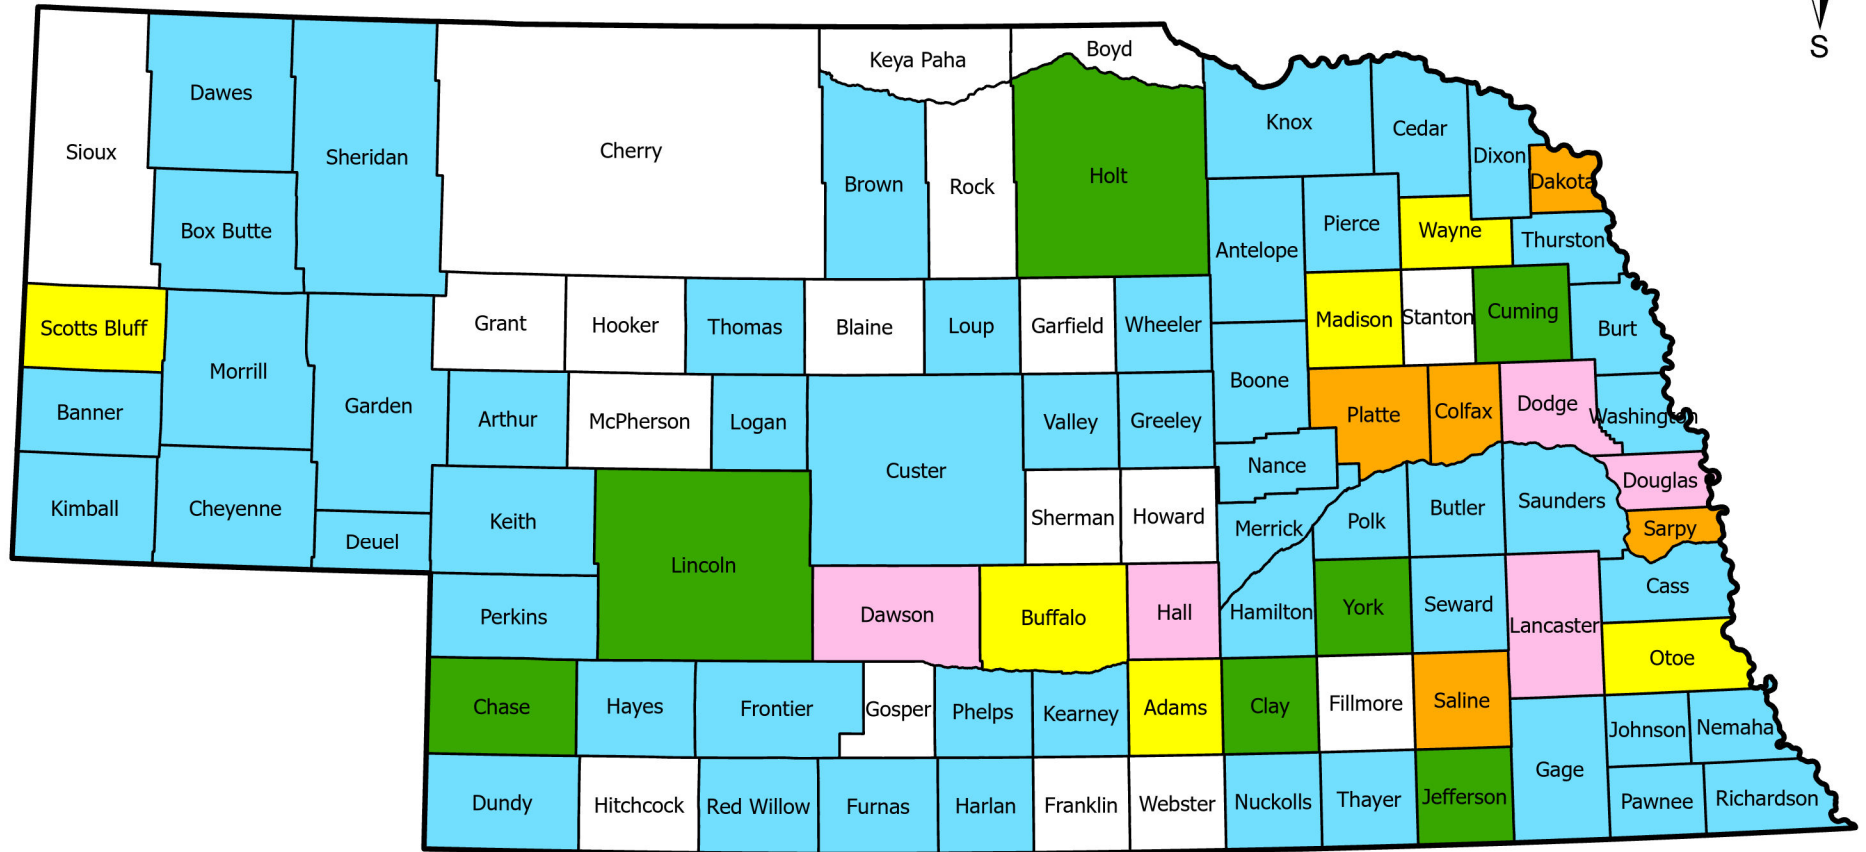 S
Boyd
Keya Paha
Dawes
Knox
Cedar
Sioux
Sheridan
Cherry
Dixon
Brown
Rock
Holt
Dakota
Box Butte
Pierce
Wayne
Thurston
Antelope
Scotts Bluff
Grant
Hooker
Thomas
Blaine
Loup
Garfield
Wheeler
Madison
Stanton
Cuming
Burt
Morrill
Boone
Banner
Garden
Arthur
McPherson
Logan
Valley
Greeley
Platte
Colfax
Dodge
Washington
Custer
Nance
Douglas
Kimball
Cheyenne
Keith
Sherman
Howard
Merrick
Polk
Butler
Saunders
Sarpy
Deuel
Lincoln
Cass
Perkins
Dawson
Buffalo
Hall
Hamilton
York
Seward
Lancaster
Otoe
Chase
Hayes
Frontier
Gosper
Phelps
Kearney
Adams
Clay
Fillmore
Saline
Johnson
Nemaha
Gage
Dundy
Hitchcock
Red Willow
Furnas
Harlan
Franklin
Webster
Nuckolls
Thayer
Jefferson
Pawnee
Richardson